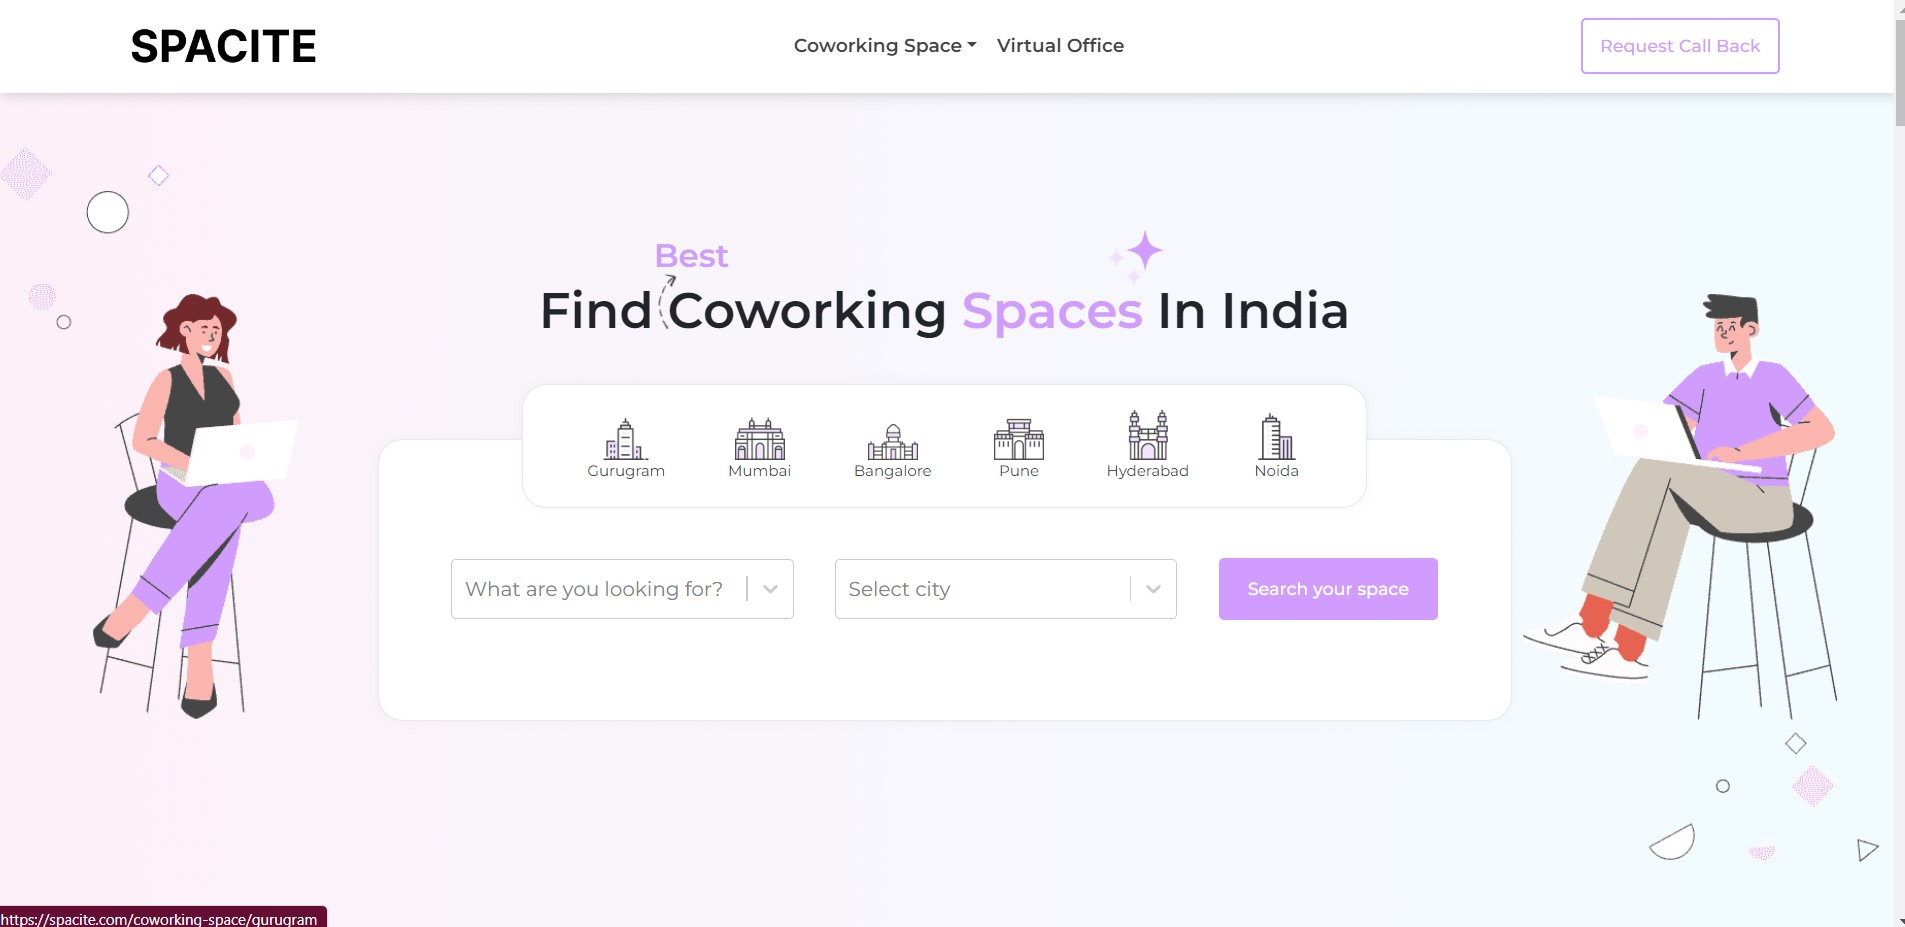 SPACITE
Coworking Space
Virtual Office
Request Call Back
Best
Find Coworking Spaces In India
Gurugram
Mumbai
Bangalore
Pune
Hyderabad
Noida
What are you looking for?
Select city
Search your space
https://spacite.com/coworking-space/gurugram